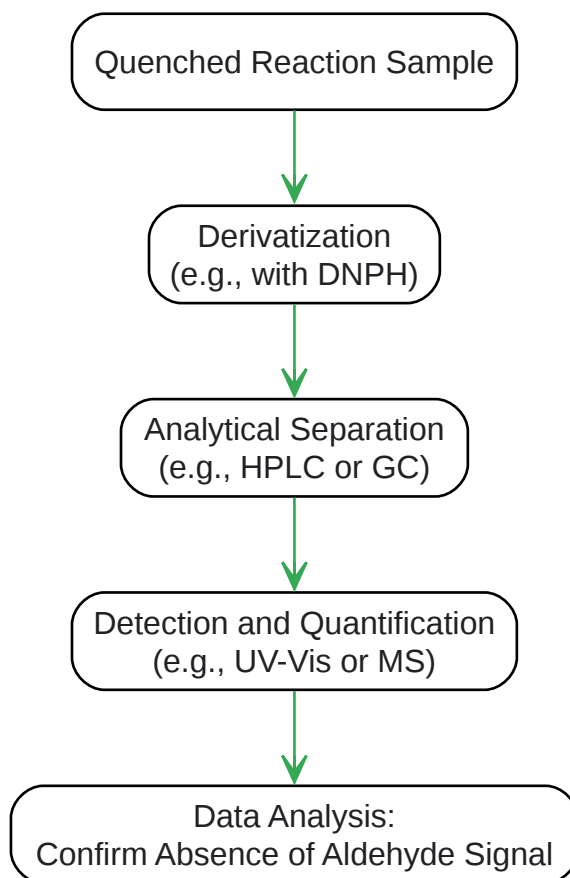 Quenched Reaction Sample
Derivatization
(e.g., with DNPH)
Analytical Separation
(e.g., HPLC or GC)
Detection and Quantification
(e.g., UV-Vis or MS)
Data Analysis:
Confirm Absence of Aldehyde Signal